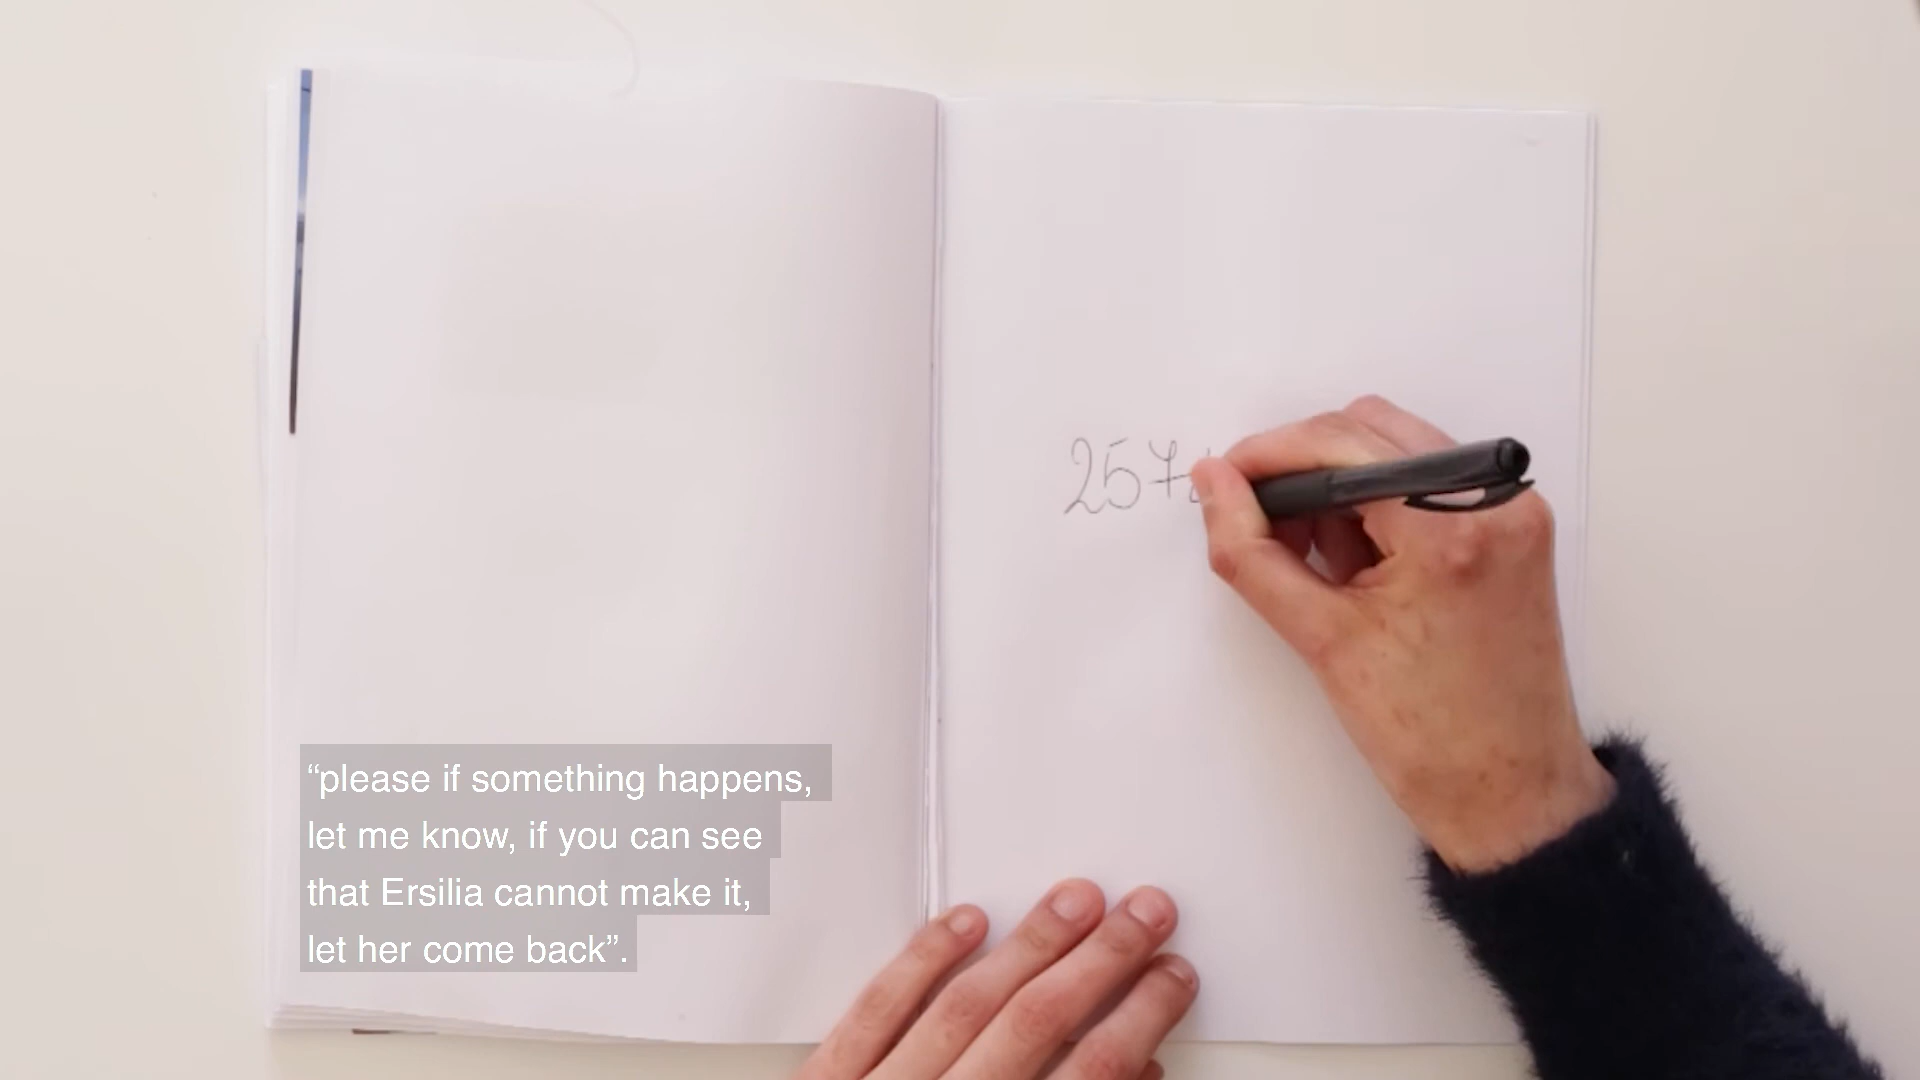 257
“please if something happens,
let me know, if you can see
that Ersilia cannot make it,
let her come back”.